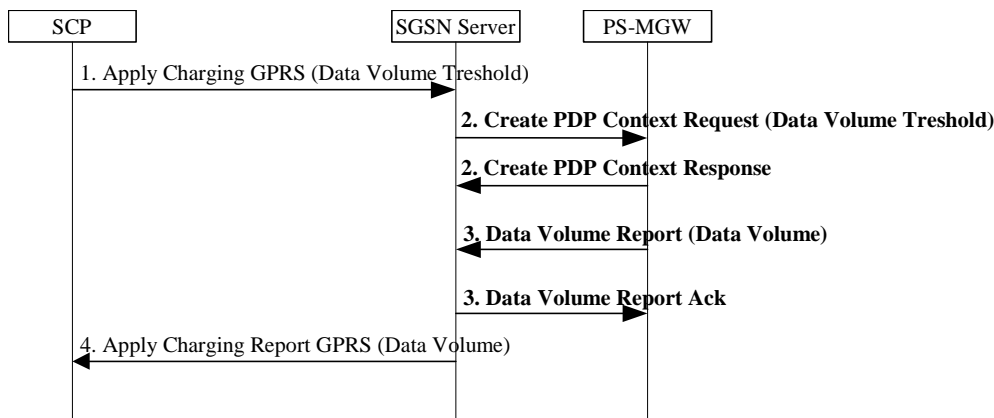 SCP
SGSN Server
PS-MGW
1. Apply Charging GPRS (Data Volume Treshold)
2. Create PDP Context Request (Data Volume Treshold)
2. Create PDP Context Response
3. Data Volume Report (Data Volume)
3. Data Volume Report Ack
4. Apply Charging Report GPRS (Data Volume)